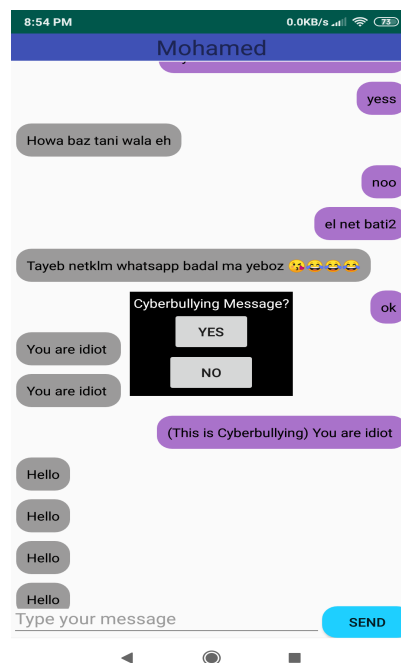 8:54 PM 0.0KB/s 73
Mohamed
yess
Howa baz tani wala eh
noo
el net bati2
Tayeb netklm whatsapp badal ma yeboz 😘😂😂😂
ok
Cyberbullying Message?
YES
NO
You are idiot
You are idiot
(This is Cyberbullying) You are idiot
Hello
Hello
Hello
Hello
Type your message
SEND